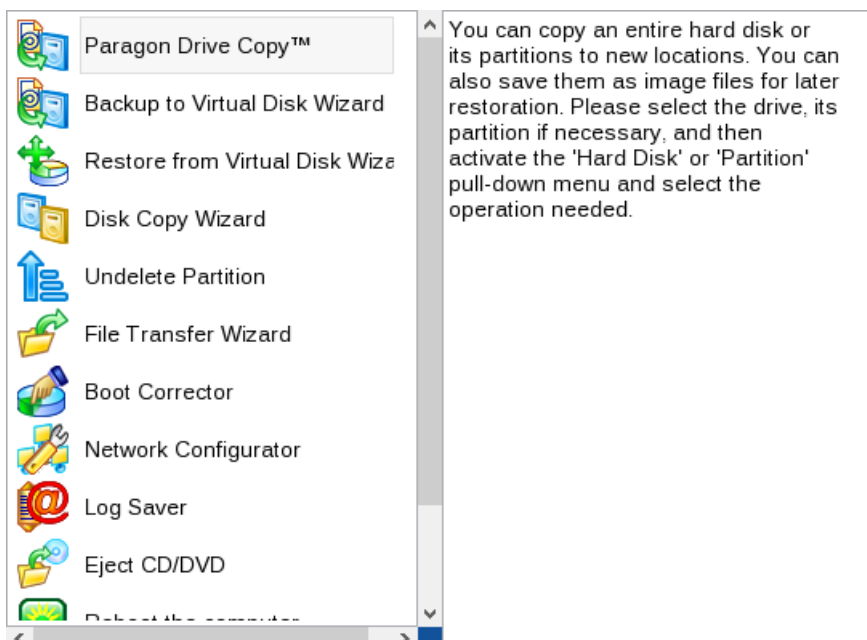 Paragon Drive Copy™
Backup to Virtual Disk Wizard
Restore from Virtual Disk Wiza
Disk Copy Wizard
Undelete Partition
File Transfer Wizard
Boot Corrector
Network Configurator
Log Saver
Eject CD/DVD
Reboot the computer
You can copy an entire hard disk or
its partitions to new locations. You can
also save them as image files for later
restoration. Please select the drive, its
partition if necessary, and then
activate the 'Hard Disk' or 'Partition'
pull-down menu and select the
operation needed.